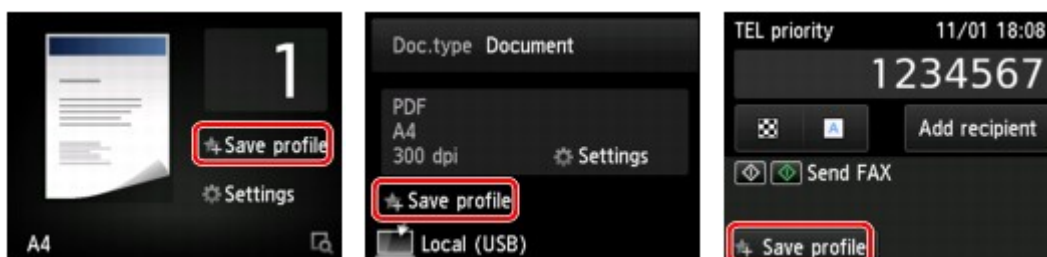 1
Save profile
Settings
A4
Doc.type Document
PDF
A4
300 dpi
Settings
Save profile
Local (USB)
TEL priority 11/01 18:08
1234567
A
Add recipient
Send FAX
Save profile